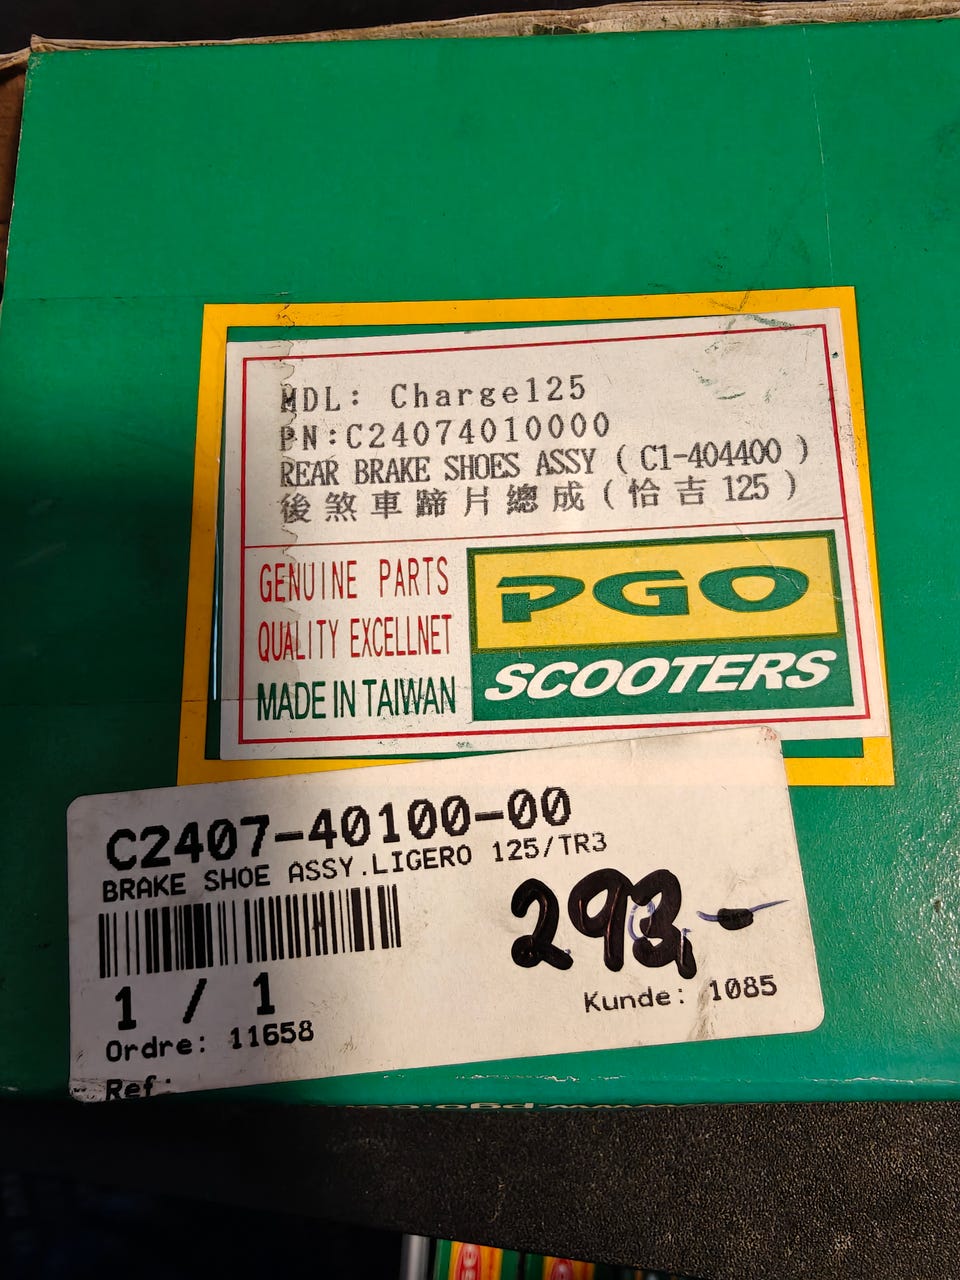 MDL: Charge125
PN:C24074010000
REAR BRAKE SHOES ASSY ( C1-404400 )
後煞車蹄片總成(恰吉125)
GENUINE PARTS
QUALITY EXCELLNET
MADE IN TAIWAN
PGO
SCOOTERS
C2407-40100-00
BRAKE SHOE ASSY.LIGERO 125/TR3
293,-
1 / 1
Kunde: 1085
Ordre: 11658
Ref: